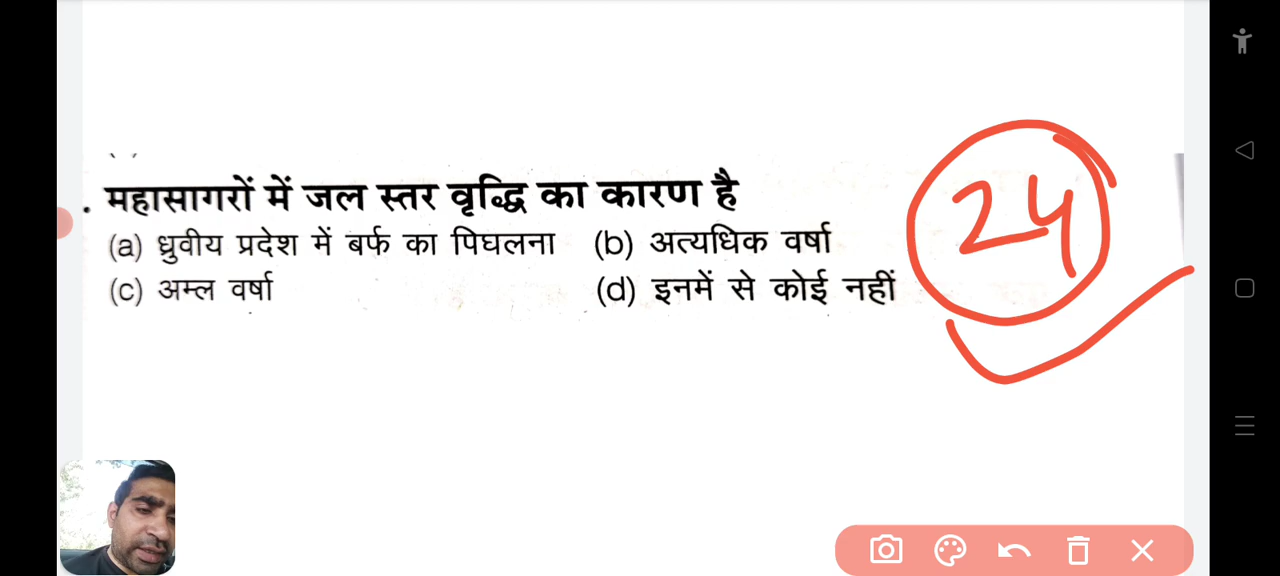 . महासागरों में जल स्तर वृद्धि का कारण है
(a) ध्रुवीय प्रदेश में बर्फ का पिघलना (b) अत्यधिक वर्षा
(c) अम्ल वर्षा (d) इनमें से कोई नहीं
24